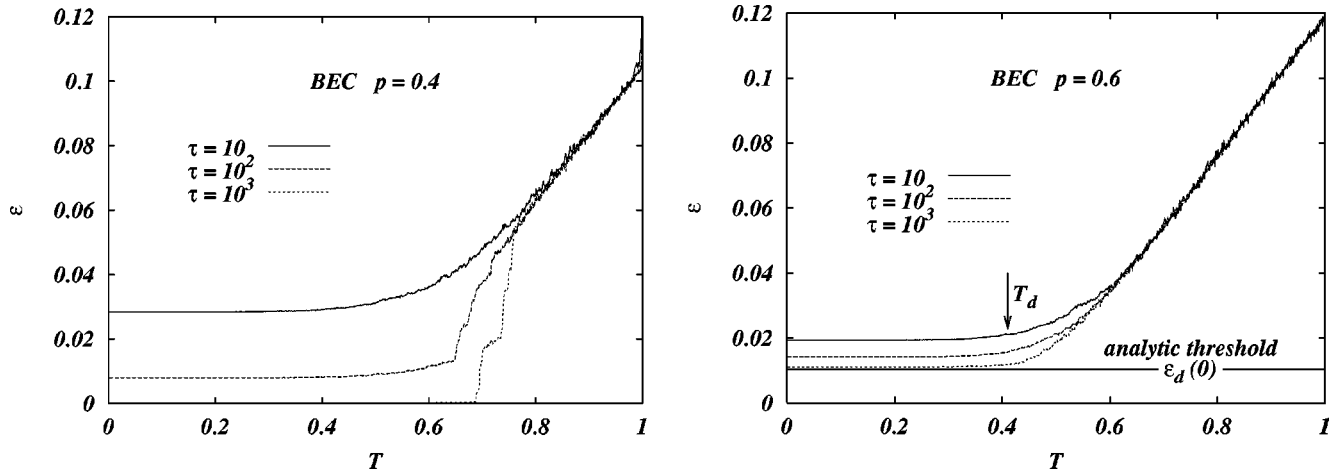 0.12
0.1
0.08
0.06
0.04
0.02
0
ε
BEC p = 0.4
τ = 10
τ = 10²
τ = 10³
0 0.2 0.4 0.6 0.8 1
T
0.12
0.1
0.08
0.06
0.04
0.02
0
ε
BEC p = 0.6
τ = 10
τ = 10²
τ = 10³
T_d
analytic threshold
ε_d (0)
0 0.2 0.4 0.6 0.8 1
T